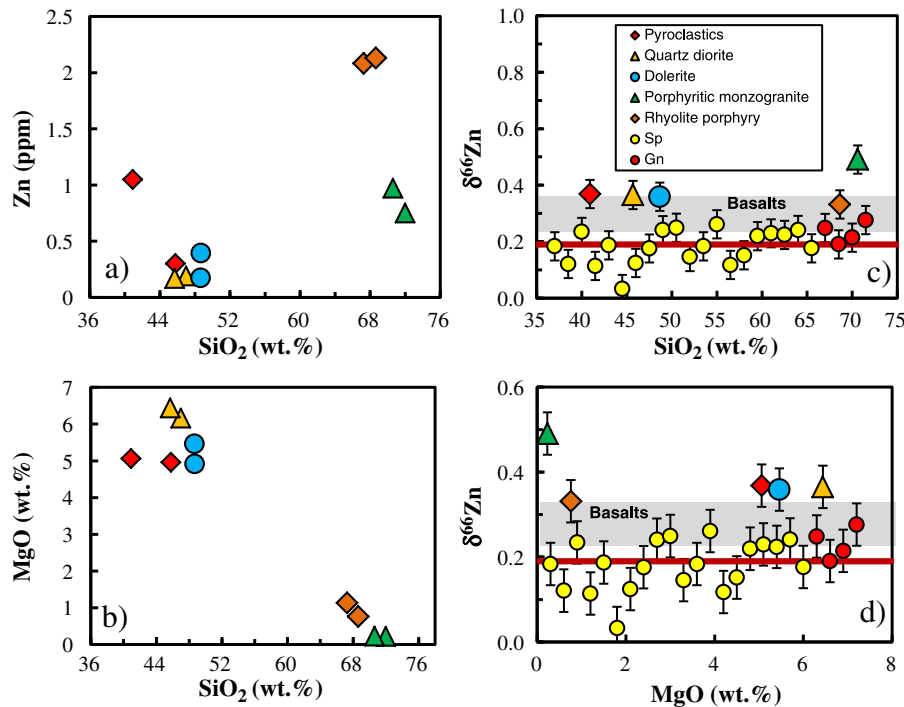 2.5
2
1.5
1
0.5
0
Zn (ppm)
a)
36 44 52 60 68 76
SiO2 (wt.%)
1.0
0.8
0.6
0.4
0.2
0.0
δ66Zn
Pyroclastics
Quartz diorite
Dolerite
Porphyritic monzogranite
Rhyolite porphyry
Sp
Gn
Basalts
c)
35 40 45 50 55 60 65 70 75
SiO2 (wt.%)
7
6
5
4
3
2
1
0
MgO (wt.%)
b)
36 44 52 60 68 76
SiO2 (wt.%)
0.6
0.4
0.2
0.0
δ66Zn
Basalts
d)
0 2 4 6 8
MgO (wt.%)